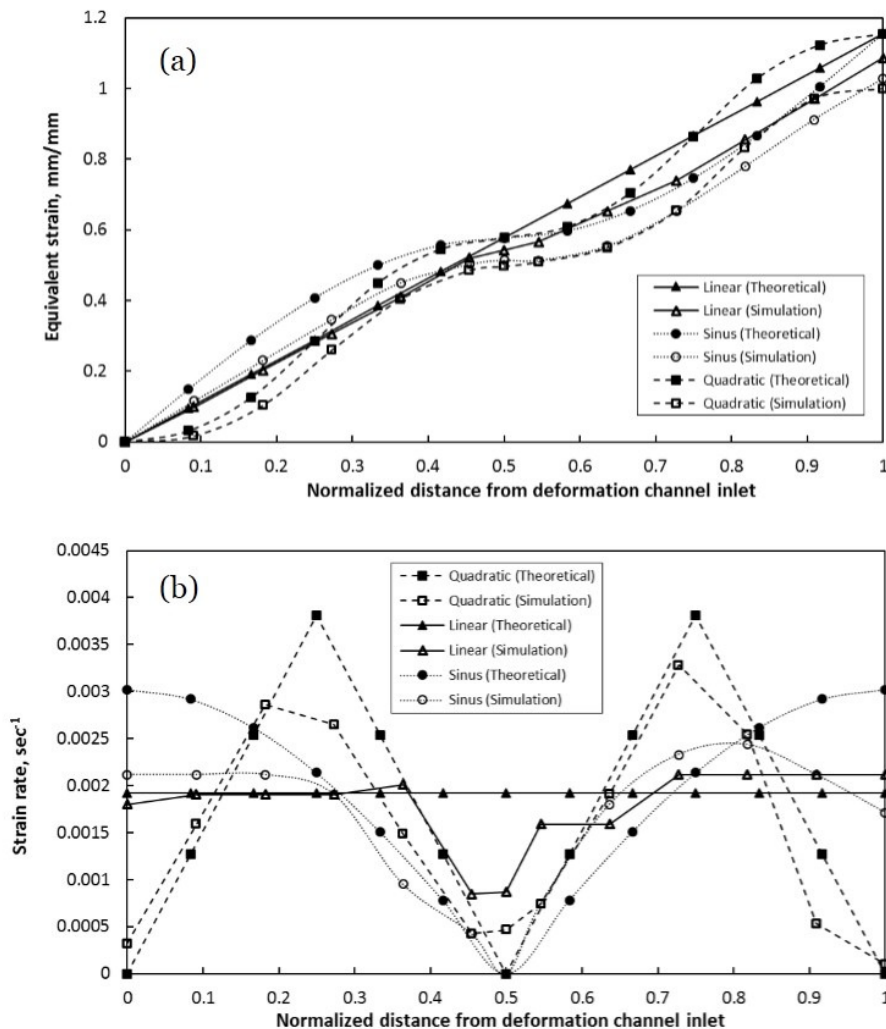 (a)
Equivalent strain, mm/mm
1.2
1
0.8
0.6
0.4
0.2
0
Linear (Theoretical)
Linear (Simulation)
Sinus (Theoretical)
Sinus (Simulation)
Quadratic (Theoretical)
Quadratic (Simulation)
0 0.1 0.2 0.3 0.4 0.5 0.6 0.7 0.8 0.9 1
Normalized distance from deformation channel inlet
(b)
Strain rate, sec⁻¹
0.0045
0.004
0.0035
0.003
0.0025
0.002
0.0015
0.001
0.0005
0
Quadratic (Theoretical)
Quadratic (Simulation)
Linear (Theoretical)
Linear (Simulation)
Sinus (Theoretical)
Sinus (Simulation)
0 0.1 0.2 0.3 0.4 0.5 0.6 0.7 0.8 0.9 1
Normalized distance from deformation channel inlet